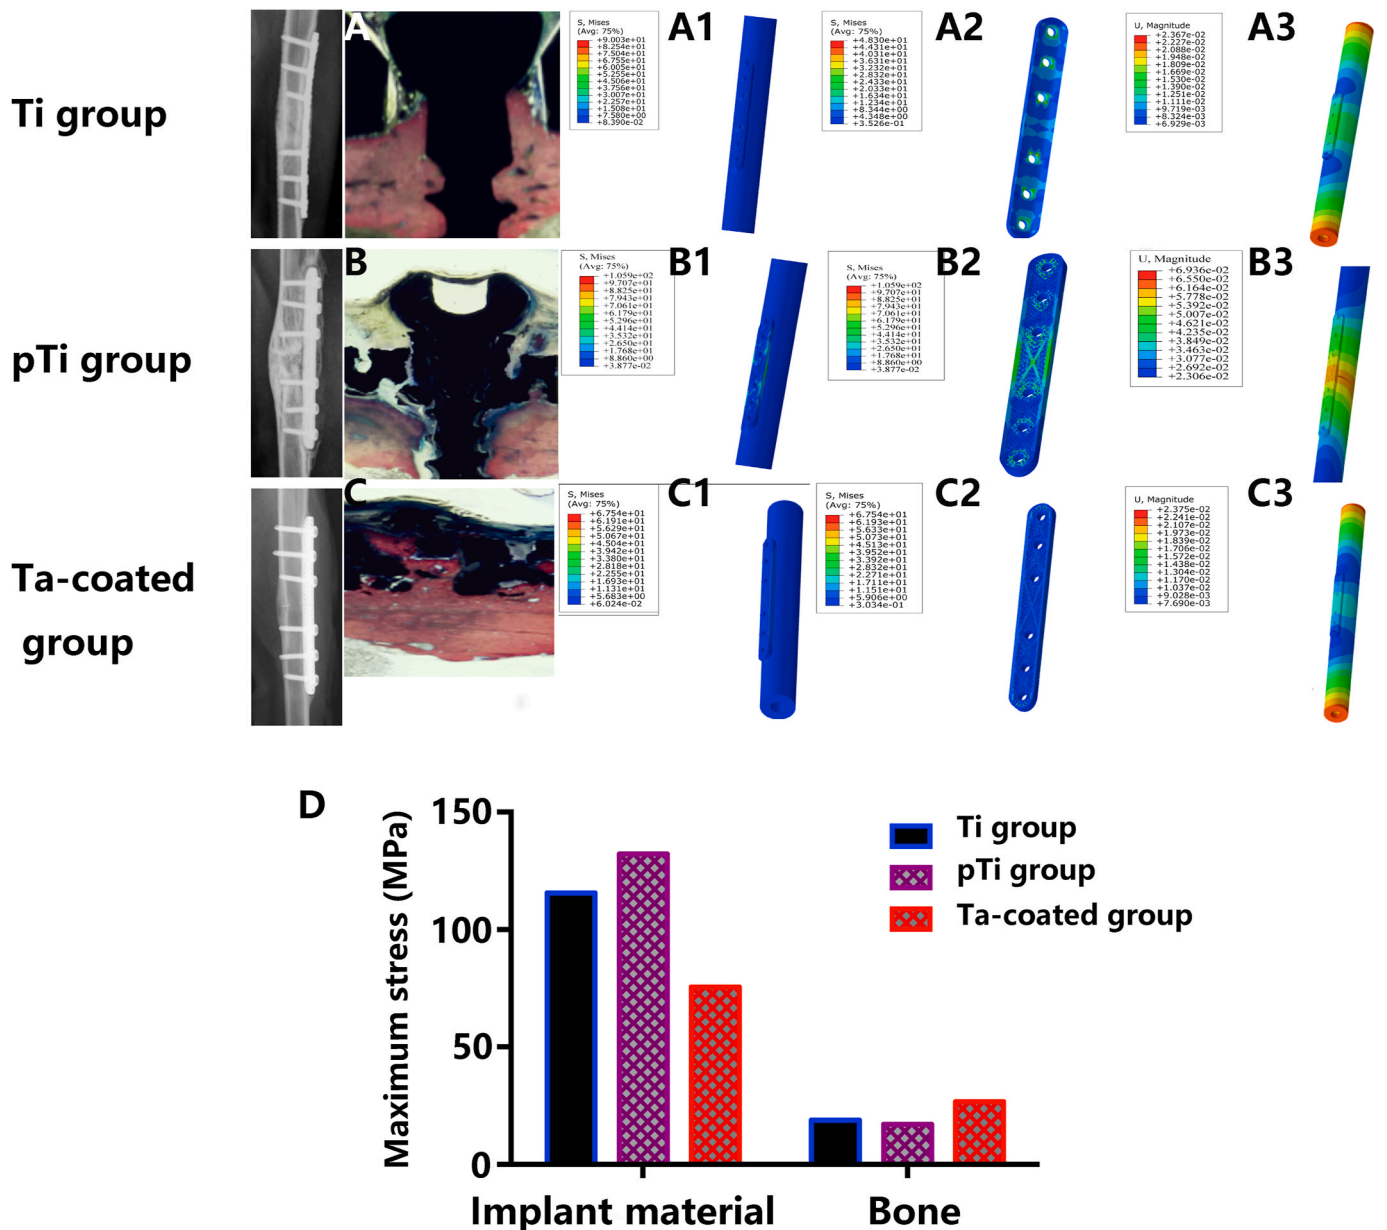 Ti group
A
S, Mises
(Avg: 75%)
+9.003e+01
+8.254e+01
+7.504e+01
+6.755e+01
+6.005e+01
+5.255e+01
+4.506e+01
+3.756e+01
+3.007e+01
+2.257e+01
+1.508e+01
+7.580e+00
+8.390e-02
A1
S, Mises
(Avg: 75%)
+4.830e+01
+4.431e+01
+4.031e+01
+3.631e+01
+3.232e+01
+2.832e+01
+2.433e+01
+2.033e+01
+1.634e+01
+1.234e+01
+8.344e+00
+4.348e+00
+3.526e-01
A2
U, Magnitude
+2.367e-02
+2.227e-02
+2.088e-02
+1.948e-02
+1.809e-02
+1.669e-02
+1.530e-02
+1.390e-02
+1.251e-02
+1.111e-02
+9.719e-03
+8.324e-03
+6.929e-03
A3
pTi group
B
S, Mises
(Avg: 75%)
+1.059e+02
+9.707e+01
+8.825e+01
+7.943e+01
+7.061e+01
+6.179e+01
+5.296e+01
+4.414e+01
+3.532e+01
+2.650e+01
+1.768e+01
+8.860e+00
+3.877e-02
B1
S, Mises
(Avg: 75%)
+1.059e+02
+9.707e+01
+8.825e+01
+7.943e+01
+7.061e+01
+6.179e+01
+5.296e+01
+4.414e+01
+3.532e+01
+2.650e+01
+1.768e+01
+8.860e+00
+3.877e-02
B2
U, Magnitude
+6.936e-02
+6.550e-02
+6.164e-02
+5.778e-02
+5.392e-02
+5.007e-02
+4.621e-02
+4.235e-02
+3.849e-02
+3.463e-02
+3.077e-02
+2.692e-02
+2.306e-02
B3
Ta-coated
group
C
S, Mises
(Avg: 75%)
+6.754e+01
+6.191e+01
+5.629e+01
+5.067e+01
+4.504e+01
+3.942e+01
+3.380e+01
+2.818e+01
+2.255e+01
+1.693e+01
+1.131e+01
+5.683e+00
+6.024e-02
C1
S, Mises
(Avg: 75%)
+6.754e+01
+6.193e+01
+5.633e+01
+5.073e+01
+4.513e+01
+3.952e+01
+3.392e+01
+2.832e+01
+2.271e+01
+1.711e+01
+1.151e+01
+5.906e+00
+3.034e-01
C2
U, Magnitude
+2.375e-02
+2.241e-02
+2.107e-02
+1.973e-02
+1.839e-02
+1.706e-02
+1.572e-02
+1.438e-02
+1.304e-02
+1.170e-02
+1.037e-02
+9.028e-03
+7.690e-03
C3
D
Maximum stress (MPa)
150
100
50
0
Ti group
pTi group
Ta-coated group
Implant material
Bone